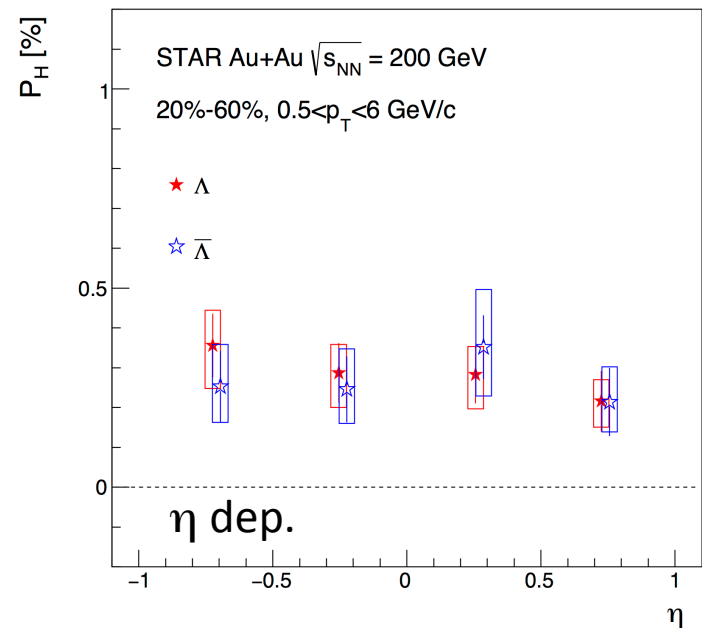 P_H [%]
STAR Au+Au √s_NN = 200 GeV
20%-60%, 0.5<p_T<6 GeV/c
1
Λ
Λ̅
0.5
0
η dep.
−1 −0.5 0 0.5 1
η